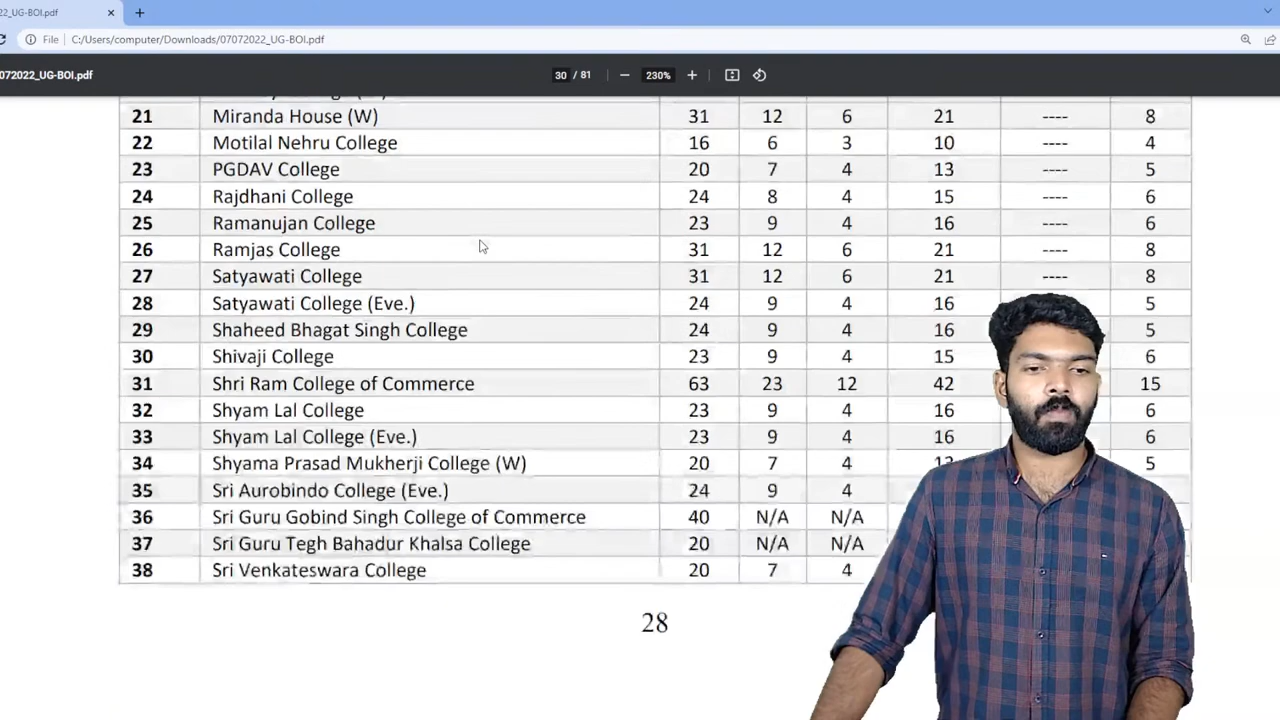 22_UG-BOI.pdf
File C:/Users/computer/Downloads/07072022_UG-BOI.pdf
072022_UG-BOI.pdf 30 / 81 230%
21 Miranda House (W) 31 12 6 21 ---- 8
22 Motilal Nehru College 16 6 3 10 ---- 4
23 PGDAV College 20 7 4 13 ---- 5
24 Rajdhani College 24 8 4 15 ---- 6
25 Ramanujan College 23 9 4 16 ---- 6
26 Ramjas College 31 12 6 21 ---- 8
27 Satyawati College 31 12 6 21 ---- 8
28 Satyawati College (Eve.) 24 9 4 16 5
29 Shaheed Bhagat Singh College 24 9 4 16 5
30 Shivaji College 23 9 4 15 6
31 Shri Ram College of Commerce 63 23 12 42 15
32 Shyam Lal College 23 9 4 16 6
33 Shyam Lal College (Eve.) 23 9 4 16 6
34 Shyama Prasad Mukherji College (W) 20 7 4 5
35 Sri Aurobindo College (Eve.) 24 9 4
36 Sri Guru Gobind Singh College of Commerce 40 N/A N/A
37 Sri Guru Tegh Bahadur Khalsa College 20 N/A N/A
38 Sri Venkateswara College 20 7 4
28